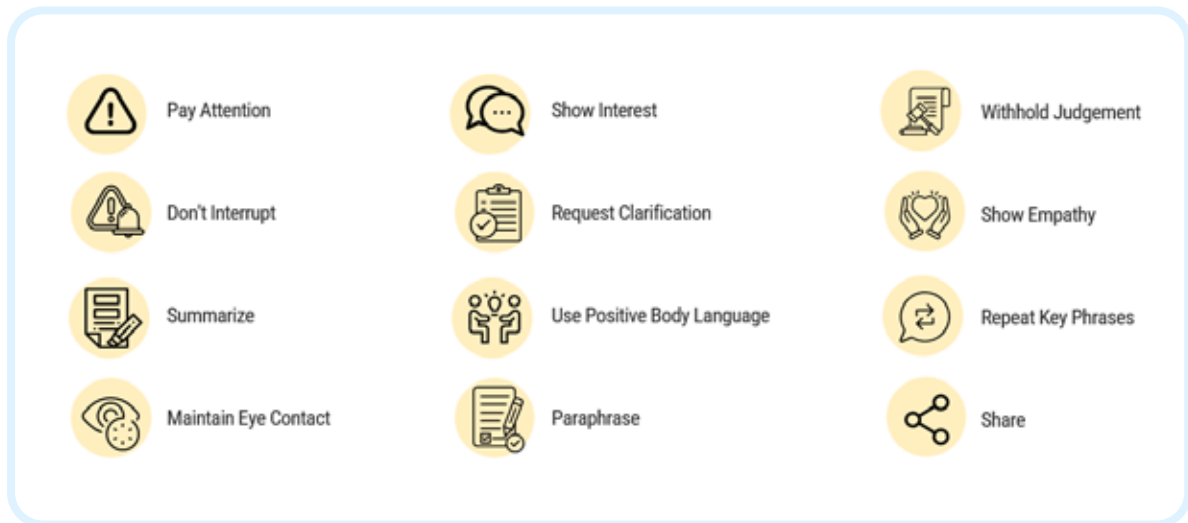 Pay Attention
Show Interest
Withhold Judgement
Don't Interrupt
Request Clarification
Show Empathy
Summarize
Use Positive Body Language
Repeat Key Phrases
Maintain Eye Contact
Paraphrase
Share